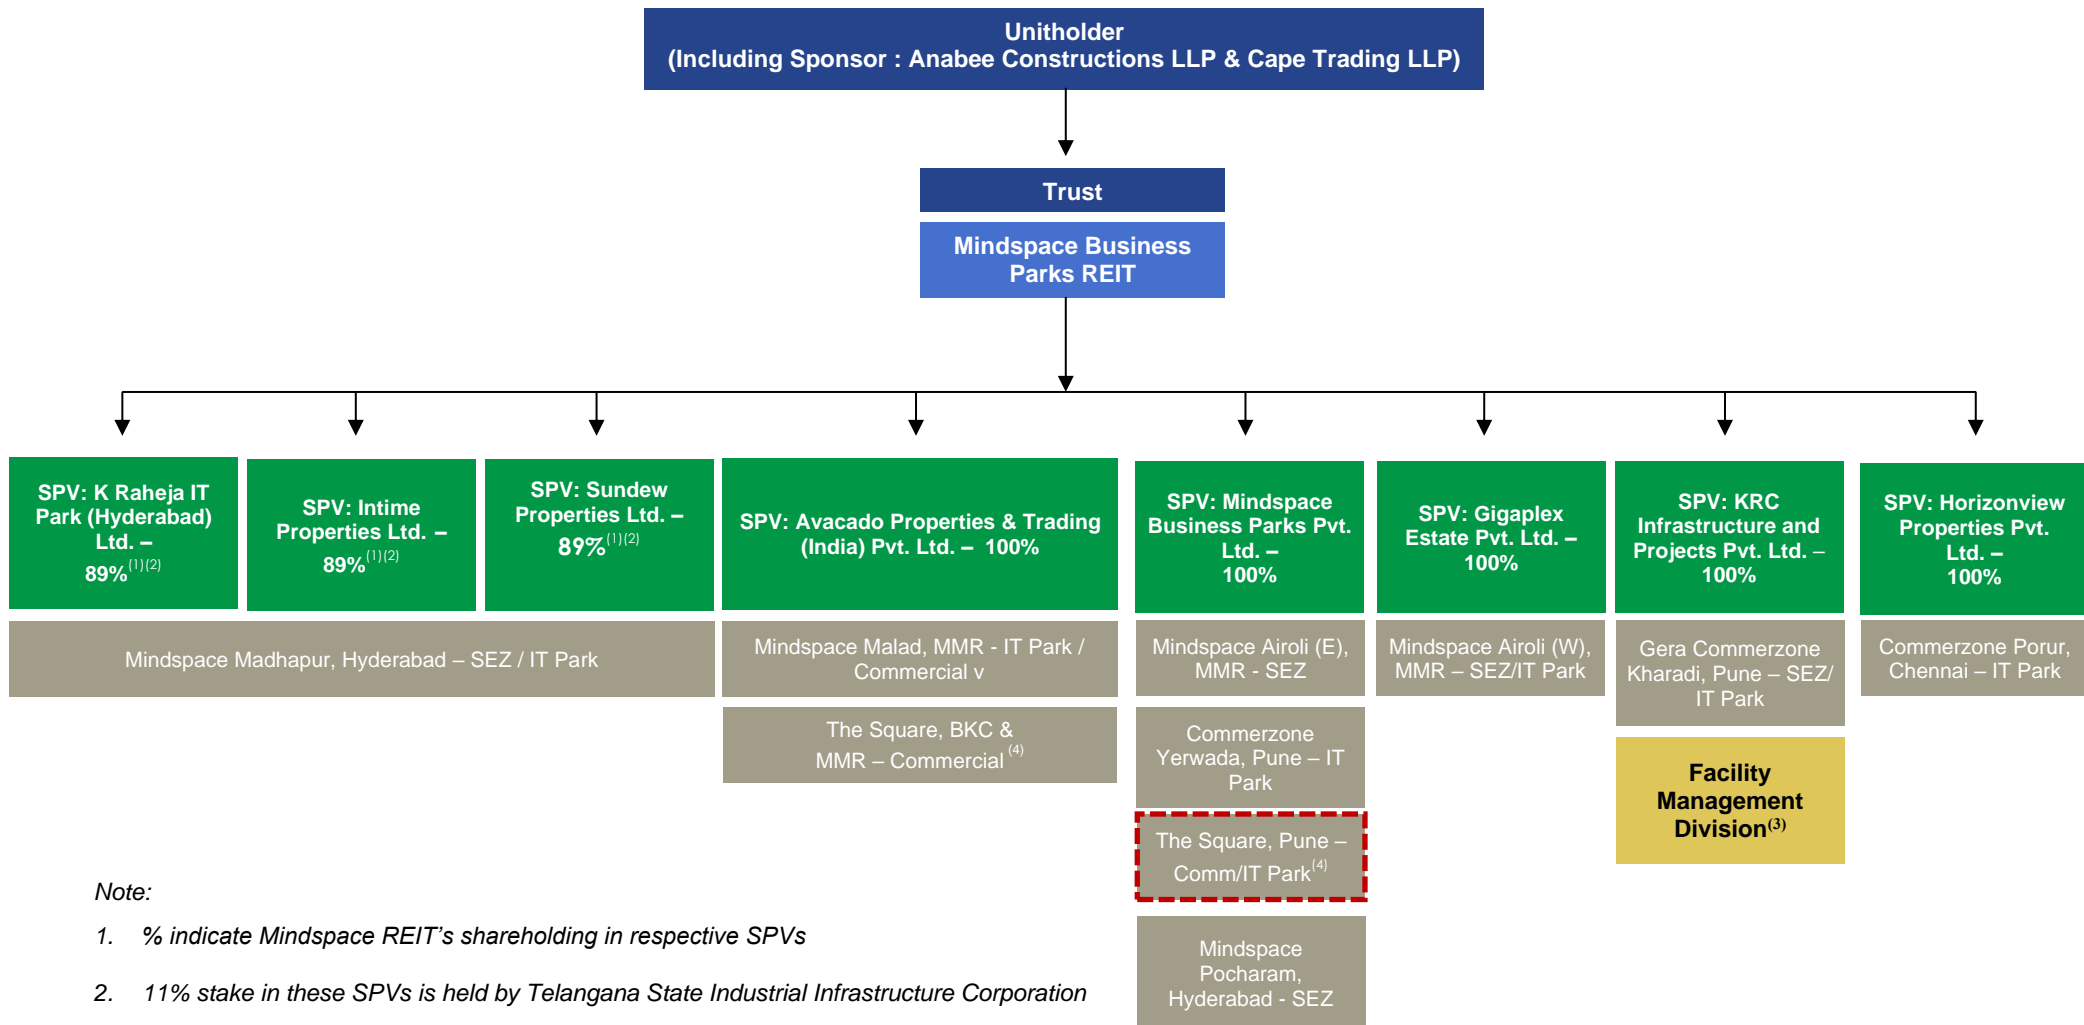 Unitholder
(Including Sponsor : Anabee Constructions LLP & Cape Trading LLP)
Trust
Mindspace Business
Parks REIT
SPV: K Raheja IT
Park (Hyderabad)
Ltd. –
89%(1)(2)
SPV: Intime
Properties Ltd. –
89%(1)(2)
SPV: Sundew
Properties Ltd. –
89%(1)(2)
SPV: Avacado Properties & Trading
(India) Pvt. Ltd. – 100%
SPV: Mindspace
Business Parks Pvt.
Ltd. –
100%
SPV: Gigaplex
Estate Pvt. Ltd. –
100%
SPV: KRC
Infrastructure and
Projects Pvt. Ltd. –
100%
SPV: Horizonview
Properties Pvt.
Ltd. –
100%
Mindspace Madhapur, Hyderabad – SEZ / IT Park
Mindspace Malad, MMR - IT Park /
Commercial v
The Square, BKC &
MMR – Commercial (4)
Mindspace Airoli (E),
MMR - SEZ
Commerzone
Yerwada, Pune – IT
Park
The Square, Pune –
Comm/IT Park(4)
Mindspace
Pocharam,
Hyderabad - SEZ
Mindspace Airoli (W),
MMR – SEZ/IT Park
Gera Commerzone
Kharadi, Pune – SEZ/
IT Park
Facility
Management
Division(3)
Commerzone Porur,
Chennai – IT Park
Note:
1. % indicate Mindspace REIT’s shareholding in respective SPVs
2. 11% stake in these SPVs is held by Telangana State Industrial Infrastructure Corporation